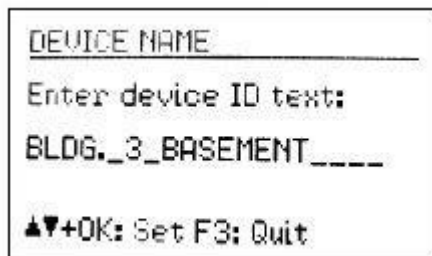 DEVICE NAME
Enter device ID text:
BLDG._3_BASEMENT____
▲▼+OK: Set F3: Quit